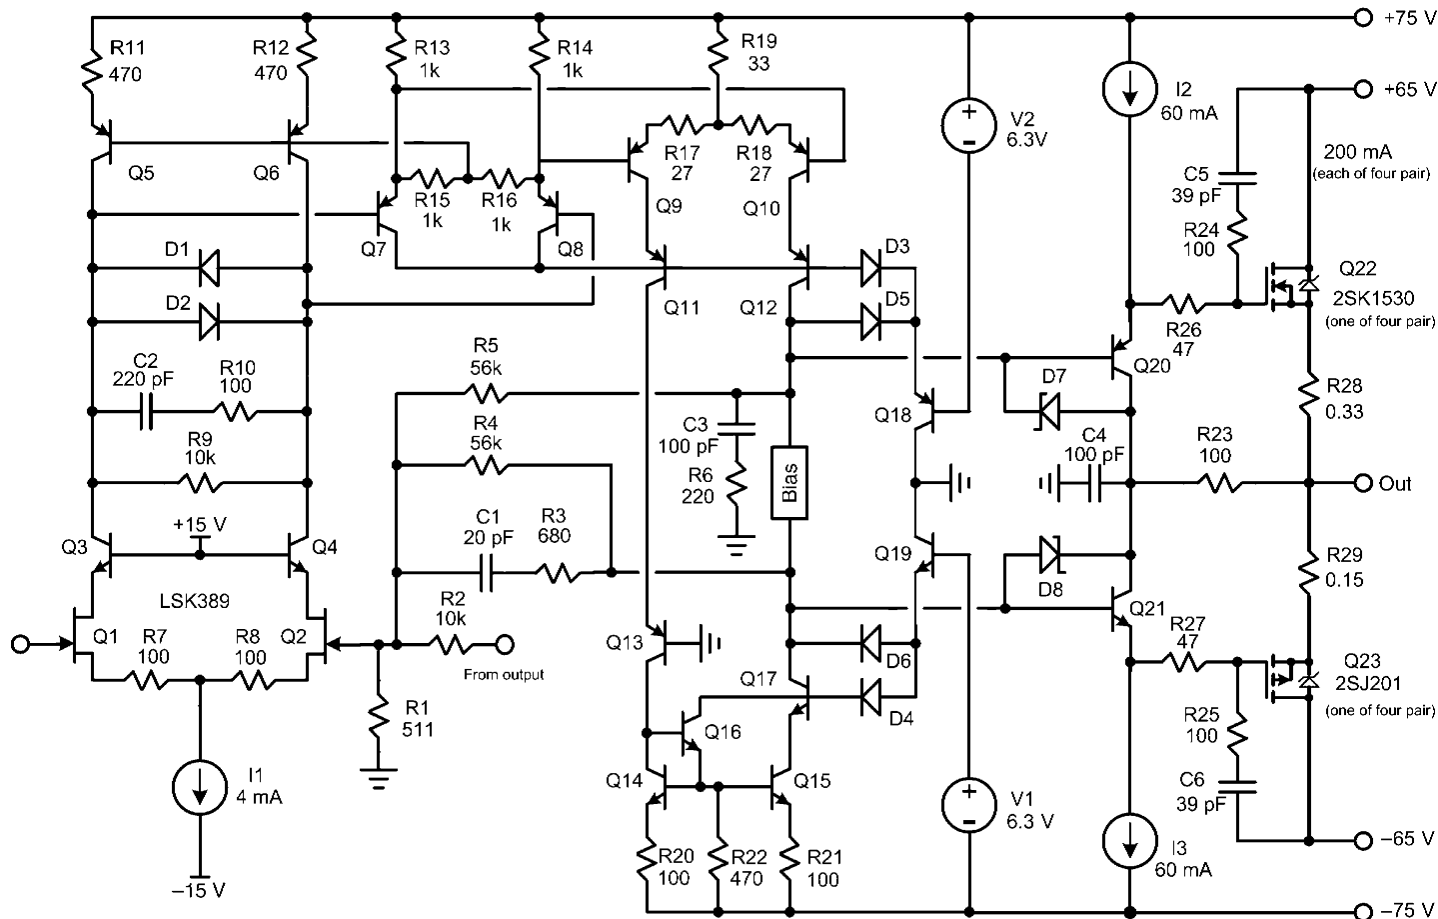 +75 V
R11
470
R12
470
R13
1k
R14
1k
R19
33
V2
6.3V
I2
60 mA
+65 V
Q5
Q6
R17
27
R18
27
C5
39 pF
200 mA
(each of four pair)
R15
1k
R16
1k
Q7
Q8
Q9
Q10
R24
100
D1
D3
Q22
2SK1530
(one of four pair)
D2
Q11
Q12
D5
R26
47
Q20
R5
56k
C2
220 pF
R10
100
D7
R28
0.33
R4
56k
C3
100 pF
Q18
R9
10k
R6
220
Bias
C4
100 pF
R23
100
Out
+15 V
Q3
Q4
C1
20 pF
R3
680
Q19
D8
R29
0.15
LSK389
Q1
R7
100
R8
100
Q2
R2
10k
From output
Q13
D6
Q21
R27
47
Q23
2SJ201
(one of four pair)
Q17
D4
R1
511
Q16
R25
100
I1
4 mA
Q14
Q15
V1
6.3 V
C6
39 pF
–65 V
I3
60 mA
R20
100
R22
470
R21
100
–15 V
–75 V